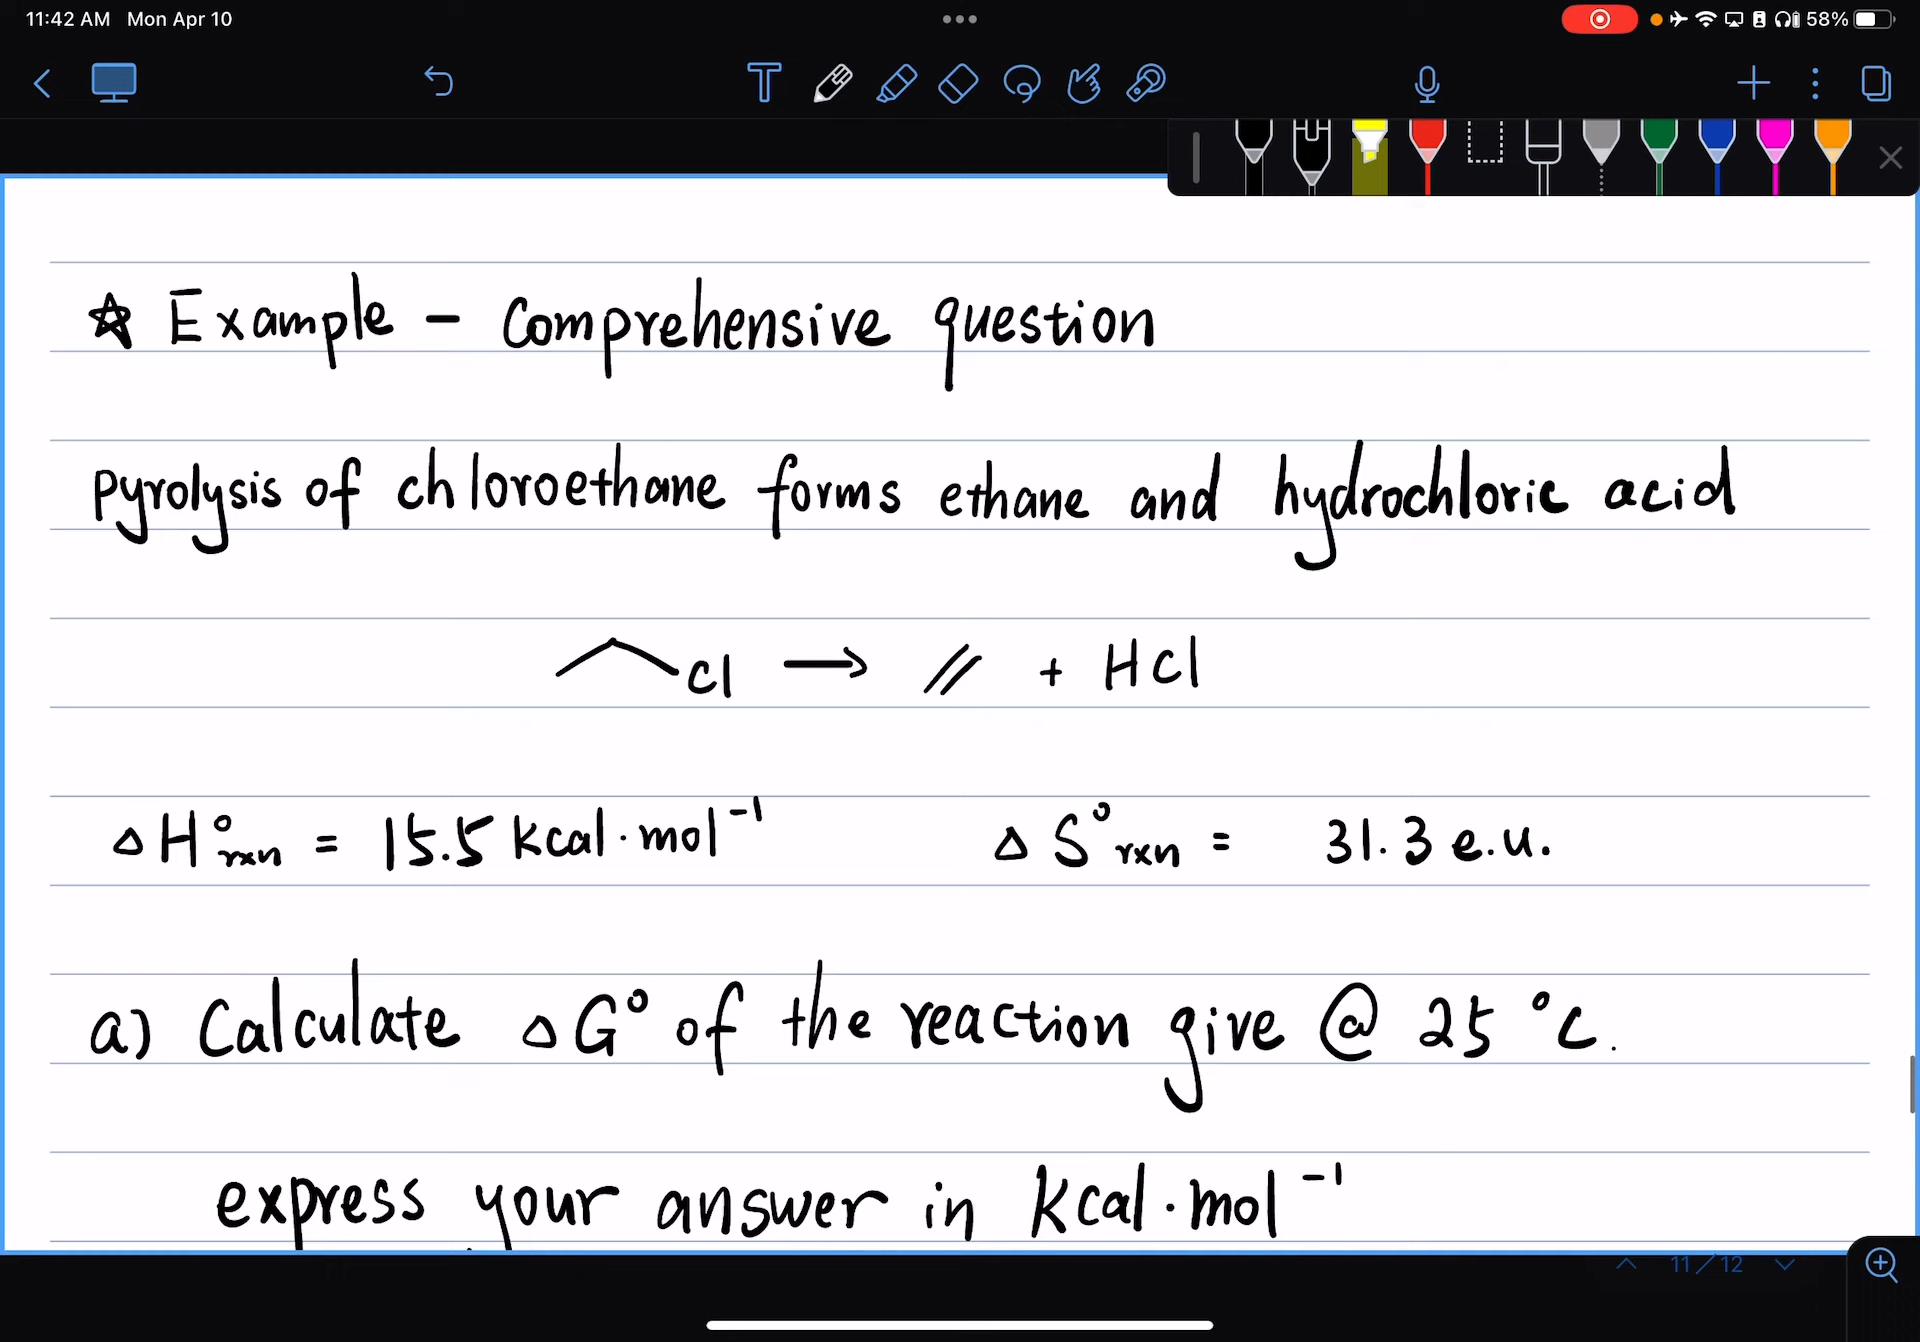 11:42 AM Mon Apr 10
58%
☆ Example - Comprehensive question
pyrolysis of chloroethane forms ethane and hydrochloric acid
Cl → // + HCl
ΔH°rxn = 15.5 kcal·mol⁻¹ ΔS°rxn = 31.3 e.u.
a) Calculate ΔG° of the reaction give @ 25 °C.
express your answer in kcal·mol⁻¹
11/12